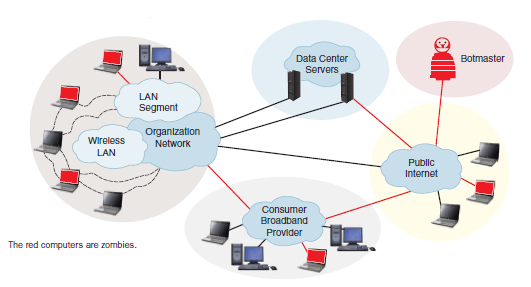 Data Center
Servers
Botmaster
LAN
Segment
Organization
Network
Wireless
LAN
Public
Internet
Consumer
Broadband
Provider
The red computers are zombies.